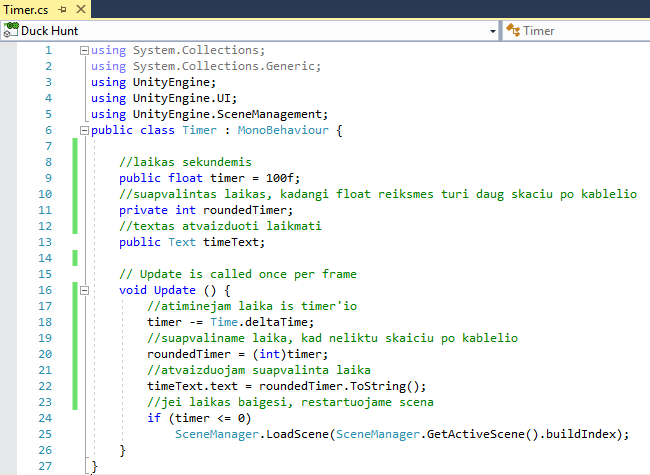 Timer.cs
Duck Hunt
Timer
1 using System.Collections;
2 using System.Collections.Generic;
3 using UnityEngine;
4 using UnityEngine.UI;
5 using UnityEngine.SceneManagement;
6 public class Timer : MonoBehaviour {
7
8 //laikas sekundemis
9 public float timer = 100f;
10 //suapvalintas laikas, kadangi float reiksmes turi daug skaciu po kablelio
11 private int roundedTimer;
12 //textas atvaizduoti laikmati
13 public Text timeText;
14
15 // Update is called once per frame
16 void Update () {
17 //atiminejam laika is timer'io
18 timer -= Time.deltaTime;
19 //suapvaliname laika, kad neliktu skaiciu po kablelio
20 roundedTimer = (int)timer;
21 //atvaizduojam suapvalinta laika
22 timeText.text = roundedTimer.ToString();
23 //jei laikas baigesi, restartuojame scena
24 if (timer <= 0)
25 SceneManager.LoadScene(SceneManager.GetActiveScene().buildIndex);
26 }
27 }